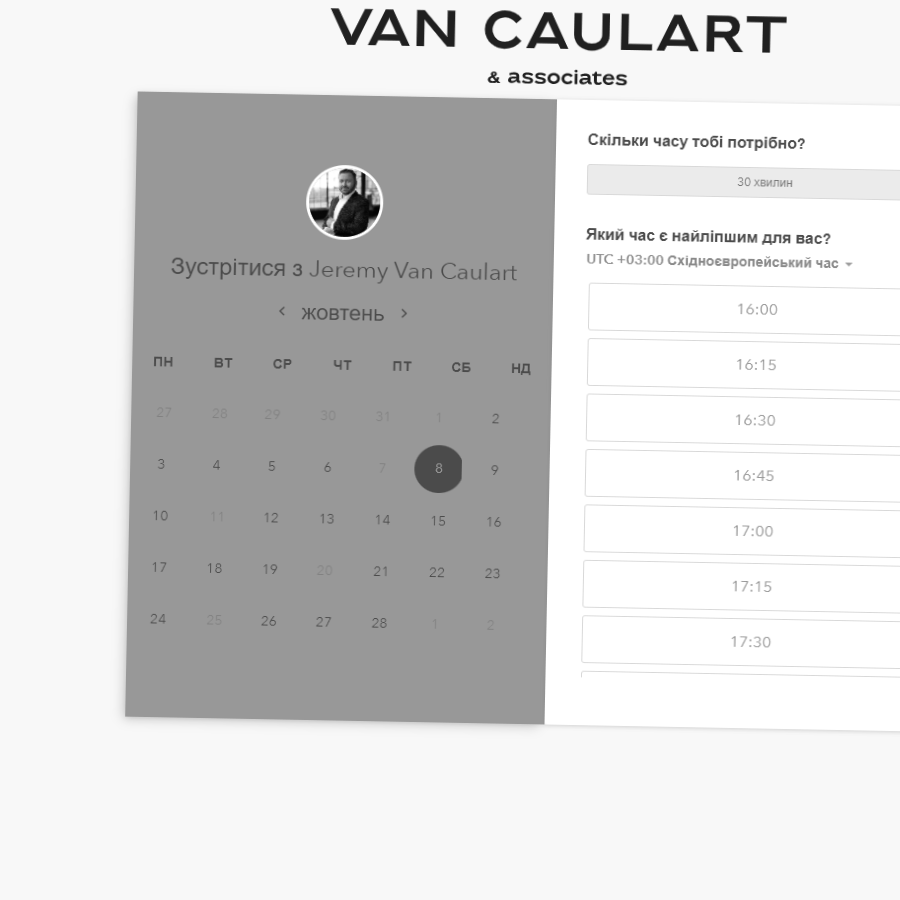 VAN CAULART
& associates
Зустрітися з Jeremy Van Caulart
жовтень
ПН ВТ СР ЧТ ПТ СБ НД
27 28 29 30 31 1 2
3 4 5 6 7 8 9
10 11 12 13 14 15 16
17 18 19 20 21 22 23
24 25 26 27 28 1 2
Скільки часу тобі потрібно?
30 хвилин
Який час є найліпшим для вас?
UTC +03:00 Східноєвропейський час
16:00
16:15
16:30
16:45
17:00
17:15
17:30